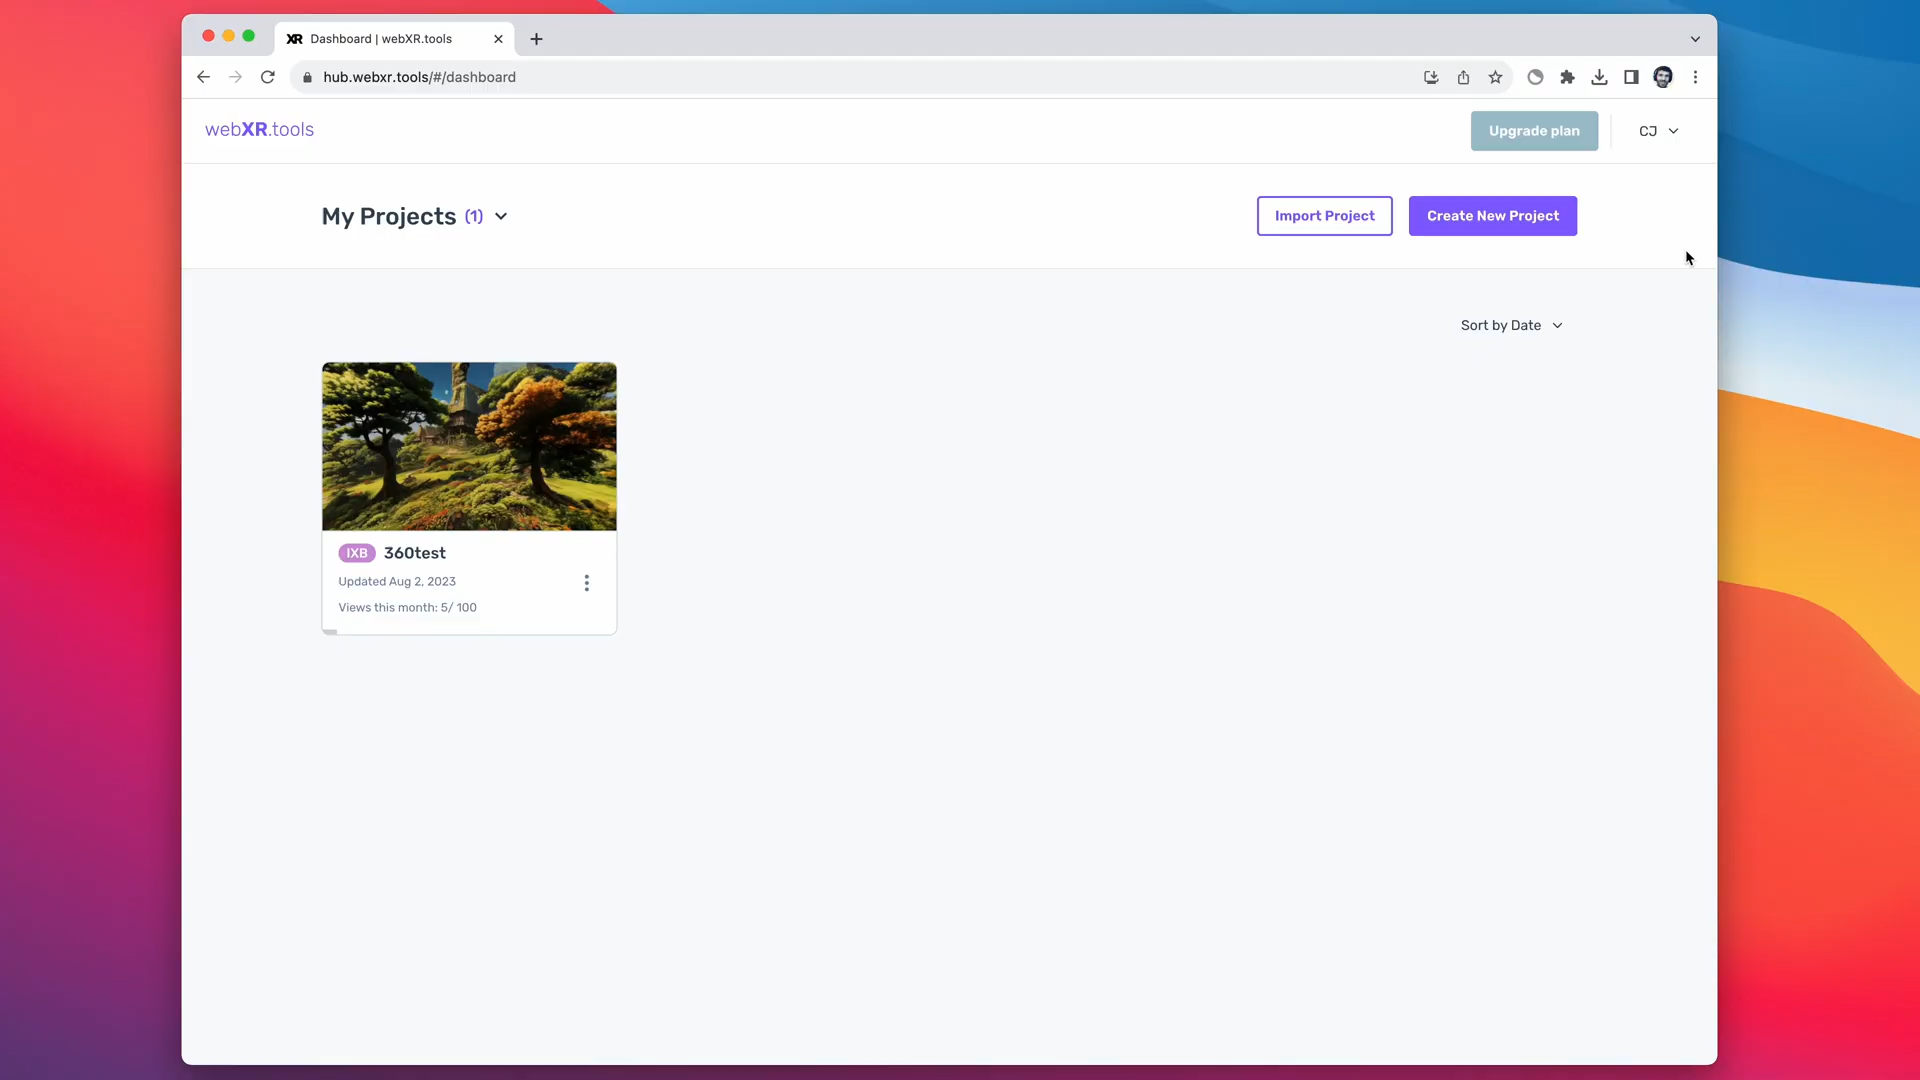 XR Dashboard | webXR.tools
hub.webxr.tools/#/dashboard
webXR.tools
Upgrade plan
CJ
My Projects (1)
Import Project
Create New Project
Sort by Date
IXB 360test
Updated Aug 2, 2023
Views this month: 5/ 100